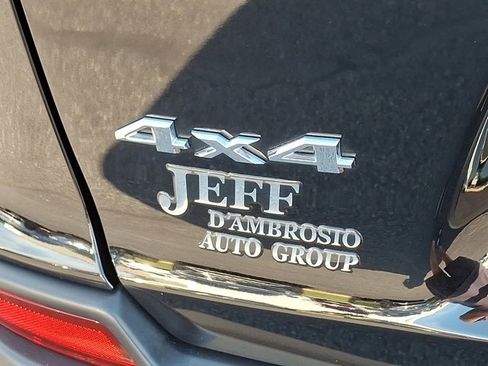 4x4
JEFF
D'AMBROSIO
AUTO GROUP